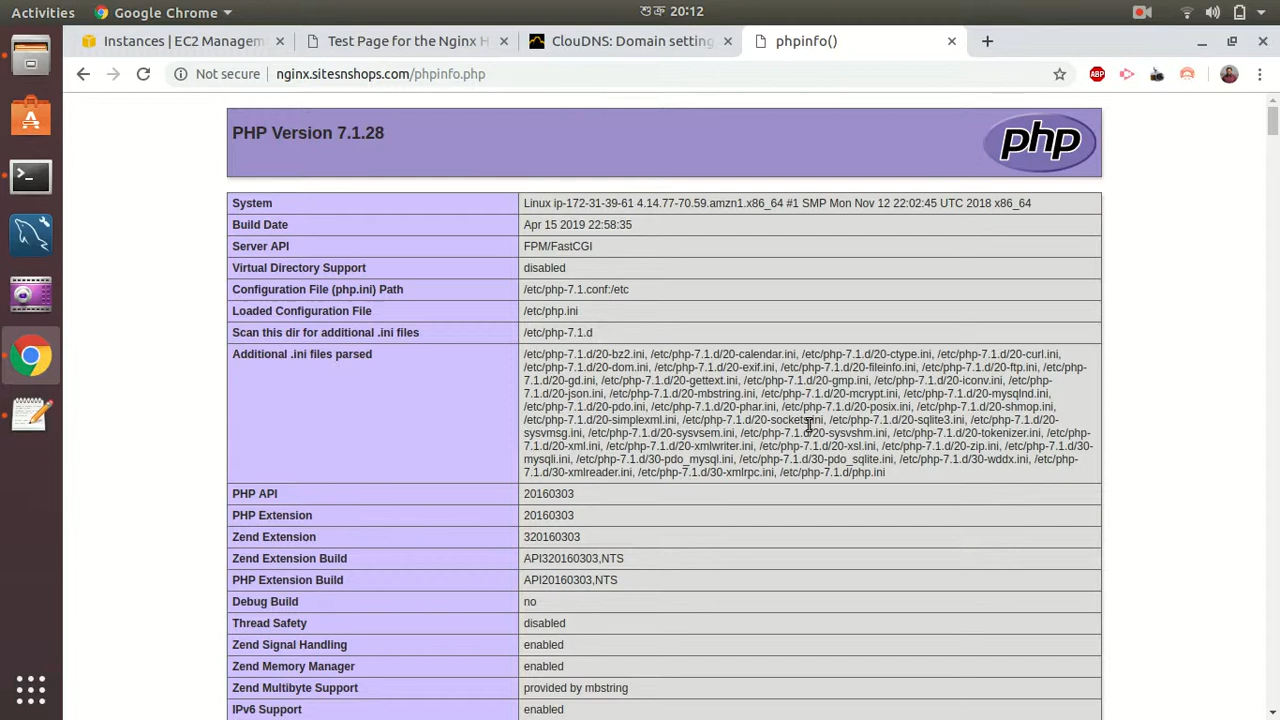 Activities Google Chrome শুক্র 20:12
Instances | EC2 Managem Test Page for the Nginx H ClouDNS: Domain setting phpinfo()
Not secure nginx.sitesnshops.com/phpinfo.php ABP
PHP Version 7.1.28 php
System Linux ip-172-31-39-61 4.14.77-70.59.amzn1.x86_64 #1 SMP Mon Nov 12 22:02:45 UTC 2018 x86_64
Build Date Apr 15 2019 22:58:35
Server API FPM/FastCGI
Virtual Directory Support disabled
Configuration File (php.ini) Path /etc/php-7.1.conf:/etc
Loaded Configuration File /etc/php.ini
Scan this dir for additional .ini files /etc/php-7.1.d
Additional .ini files parsed /etc/php-7.1.d/20-bz2.ini, /etc/php-7.1.d/20-calendar.ini, /etc/php-7.1.d/20-ctype.ini, /etc/php-7.1.d/20-curl.ini,
/etc/php-7.1.d/20-dom.ini, /etc/php-7.1.d/20-exif.ini, /etc/php-7.1.d/20-fileinfo.ini, /etc/php-7.1.d/20-ftp.ini, /etc/php-
7.1.d/20-gd.ini, /etc/php-7.1.d/20-gettext.ini, /etc/php-7.1.d/20-gmp.ini, /etc/php-7.1.d/20-iconv.ini, /etc/php-
7.1.d/20-json.ini, /etc/php-7.1.d/20-mbstring.ini, /etc/php-7.1.d/20-mcrypt.ini, /etc/php-7.1.d/20-mysqlnd.ini,
/etc/php-7.1.d/20-pdo.ini, /etc/php-7.1.d/20-phar.ini, /etc/php-7.1.d/20-posix.ini, /etc/php-7.1.d/20-shmop.ini,
/etc/php-7.1.d/20-simplexml.ini, /etc/php-7.1.d/20-sockets.ini, /etc/php-7.1.d/20-sqlite3.ini, /etc/php-7.1.d/20-
sysvmsg.ini, /etc/php-7.1.d/20-sysvsem.ini, /etc/php-7.1.d/20-sysvshm.ini, /etc/php-7.1.d/20-tokenizer.ini, /etc/php-
7.1.d/20-xml.ini, /etc/php-7.1.d/20-xmlwriter.ini, /etc/php-7.1.d/20-xsl.ini, /etc/php-7.1.d/20-zip.ini, /etc/php-7.1.d/30-
mysqli.ini, /etc/php-7.1.d/30-pdo_mysql.ini, /etc/php-7.1.d/30-pdo_sqlite.ini, /etc/php-7.1.d/30-wddx.ini, /etc/php-
7.1.d/30-xmlreader.ini, /etc/php-7.1.d/30-xmlrpc.ini, /etc/php-7.1.d/php.ini
PHP API 20160303
PHP Extension 20160303
Zend Extension 320160303
Zend Extension Build API320160303,NTS
PHP Extension Build API20160303,NTS
Debug Build no
Thread Safety disabled
Zend Signal Handling enabled
Zend Memory Manager enabled
Zend Multibyte Support provided by mbstring
IPv6 Support enabled